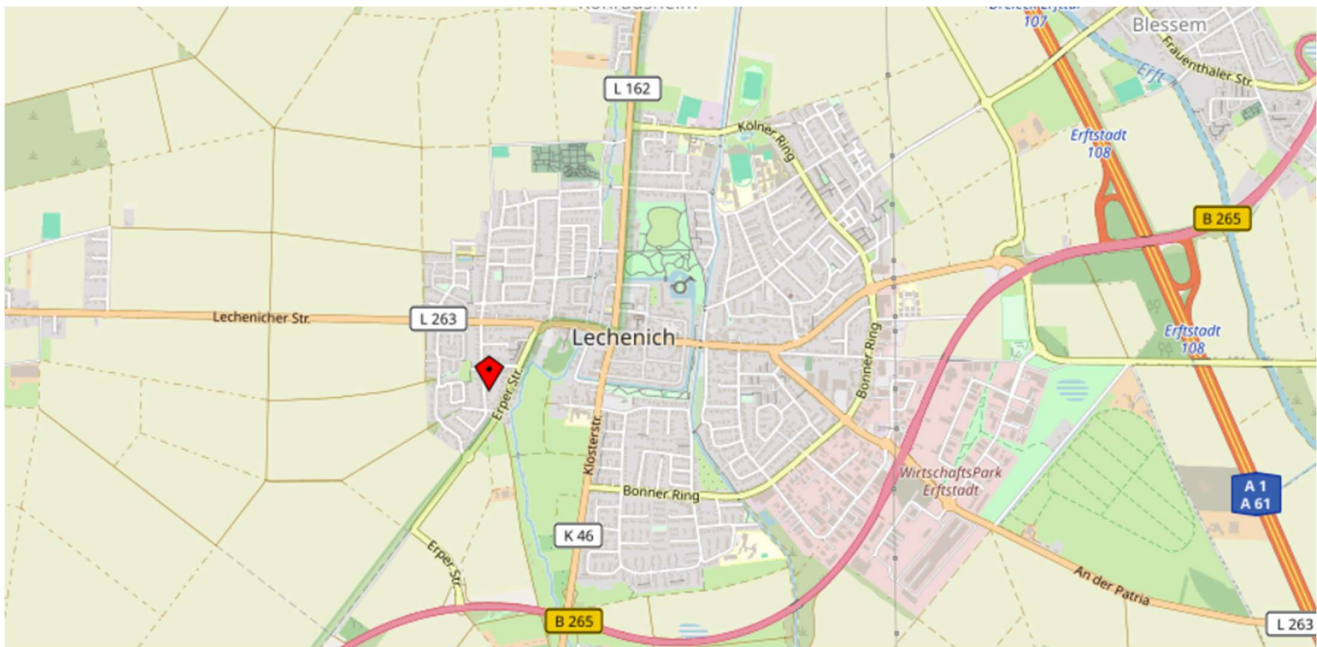 107
Blessem
Frauenthaler Str.
Erft
L 162
Kölner Ring
Erftstadt
108
B 265
Lechenicher Str.
L 263
Lechenich
Erftstadt
108
Erper Str.
Bonner Ring
Klosterstr.
WirtschaftsPark
Erftstadt
Bonner Ring
A 1
A 61
K 46
Erper Str.
An der Patria
B 265
L 263